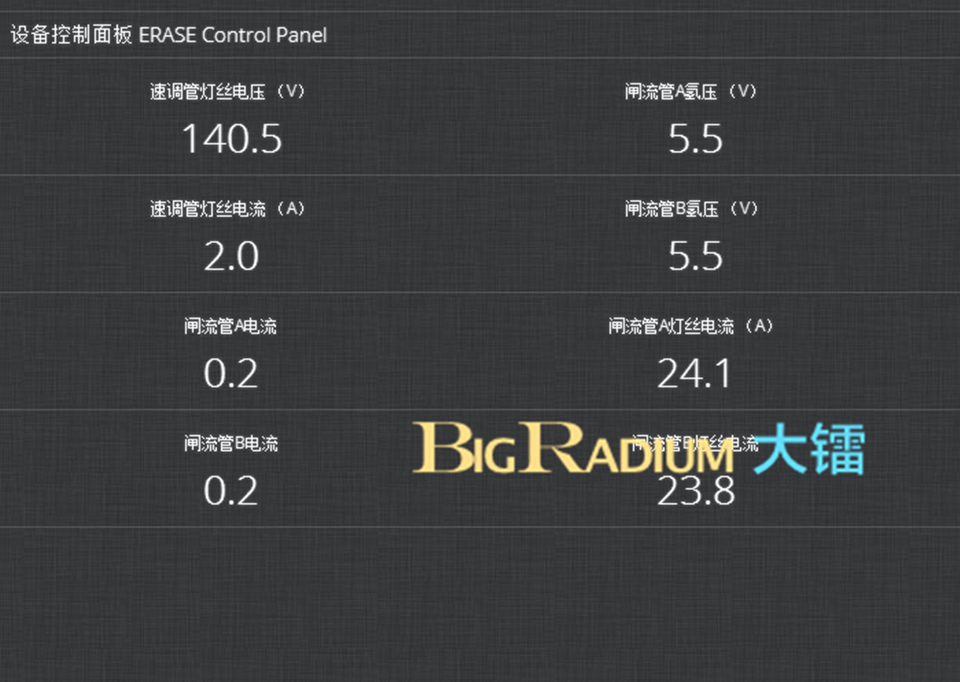 设备控制面板 ERASE Control Panel
速调管灯丝电压（V）
闸流管A氢压（V）
140.5
5.5
速调管灯丝电流（A）
闸流管B氢压（V）
2.0
5.5
闸流管A电流
闸流管A灯丝电流（A）
0.2
24.1
闸流管B电流
闸流管B灯丝电流
BIGRADIUM 大镭
0.2
23.8